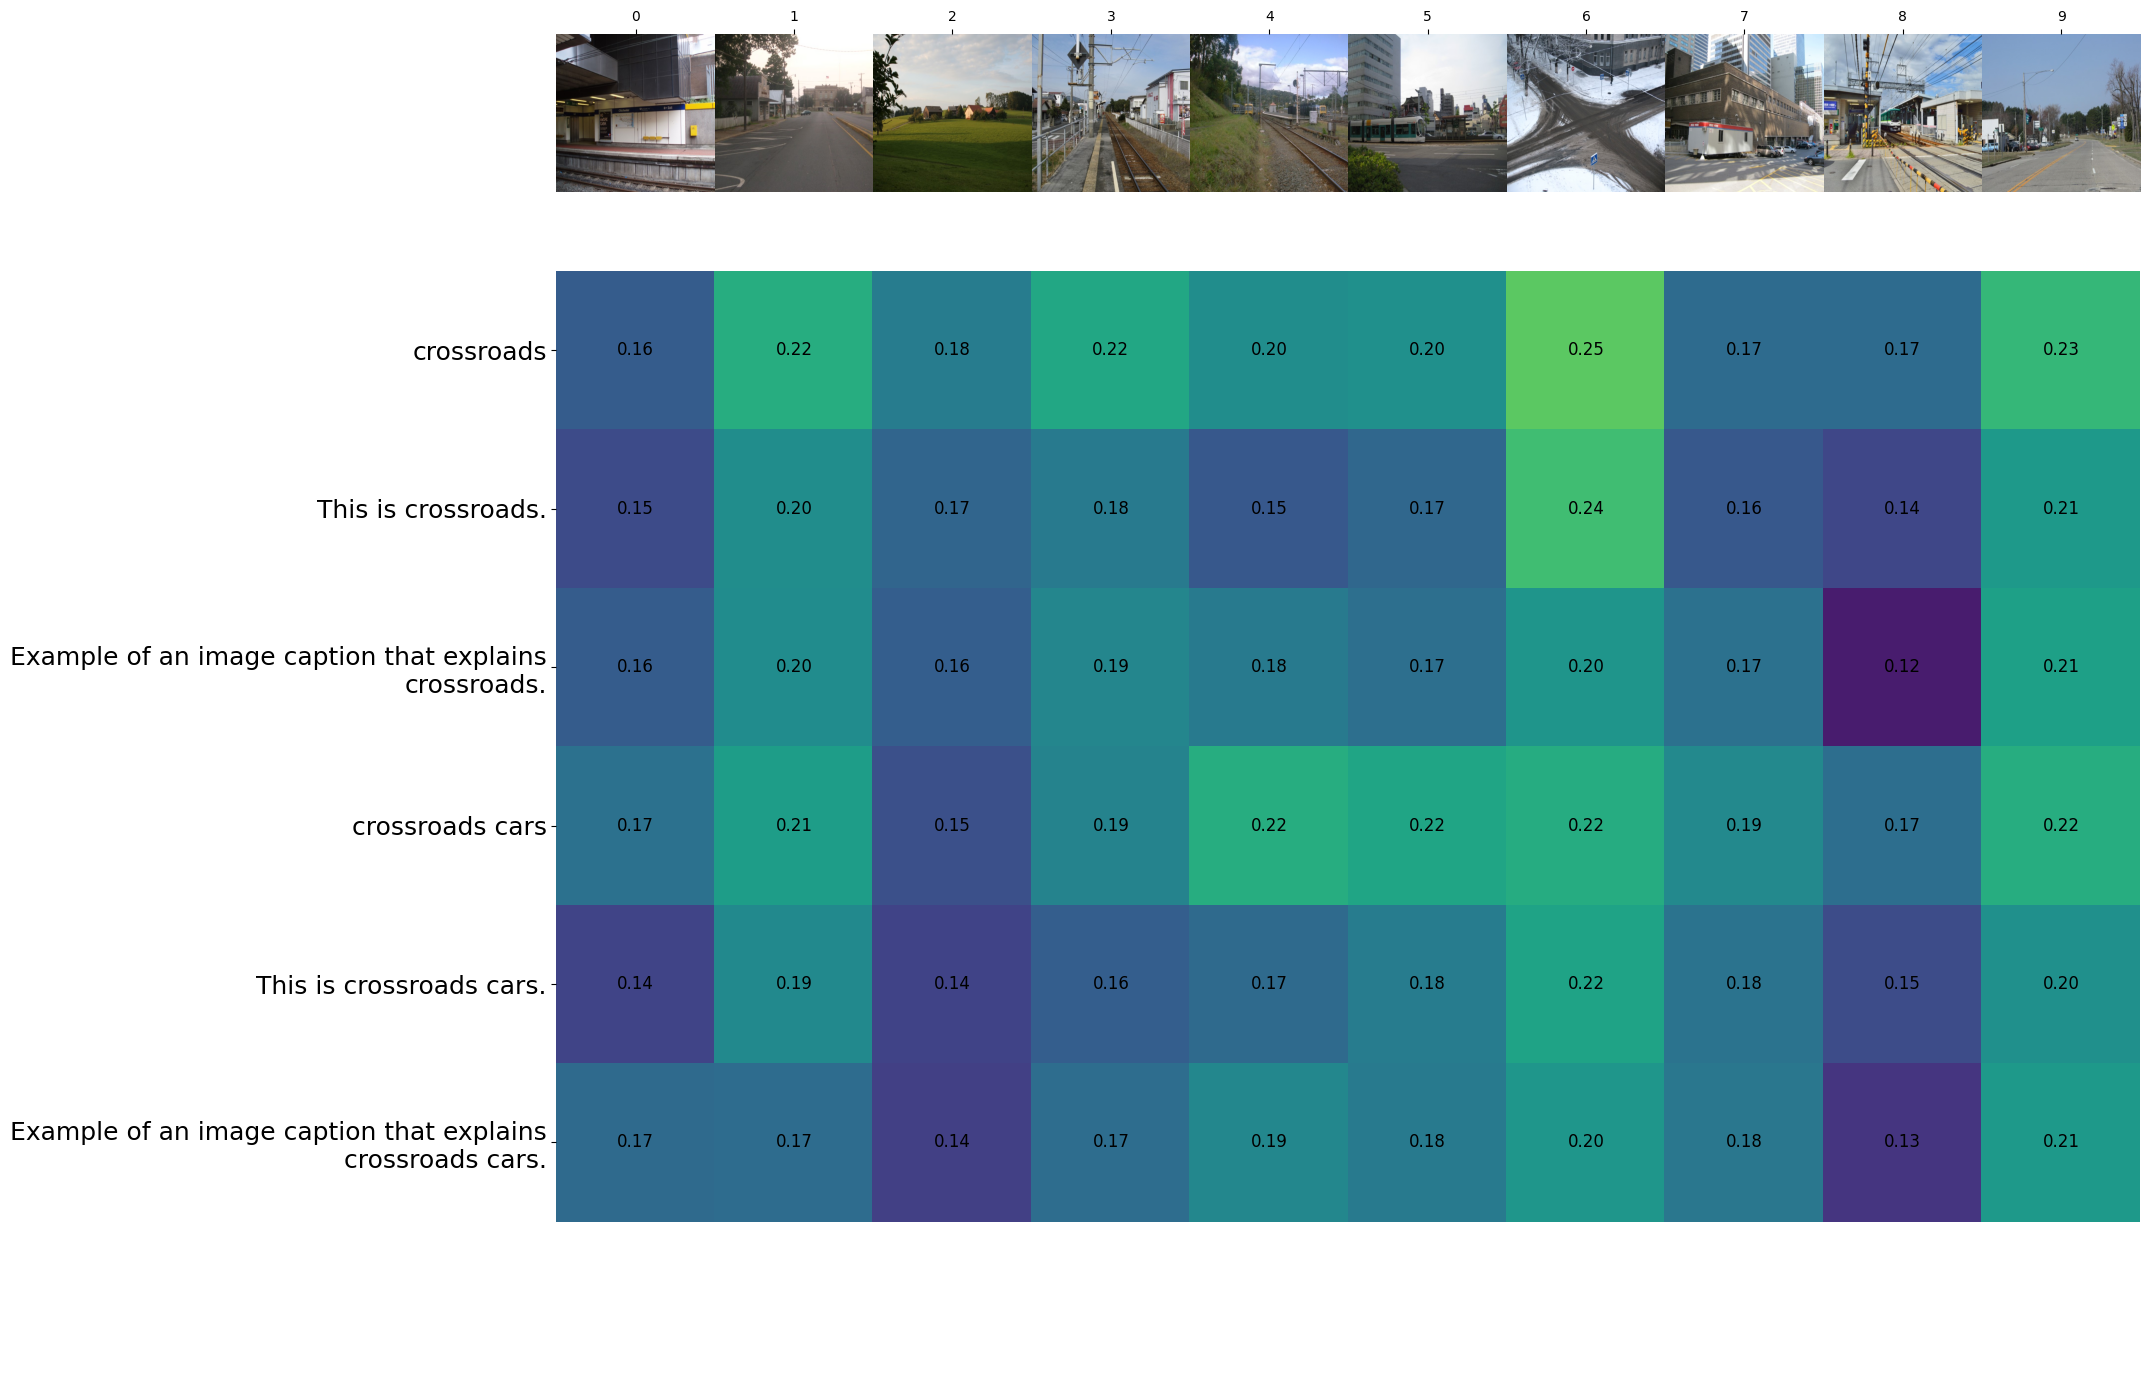 0 1 2 3 4 5 6 7 8 9
crossroads 0.16 0.22 0.18 0.22 0.20 0.20 0.25 0.17 0.17 0.23
This is crossroads. 0.15 0.20 0.17 0.18 0.15 0.17 0.24 0.16 0.14 0.21
Example of an image caption that explains
crossroads. 0.16 0.20 0.16 0.19 0.18 0.17 0.20 0.17 0.12 0.21
crossroads cars 0.17 0.21 0.15 0.19 0.22 0.22 0.22 0.19 0.17 0.22
This is crossroads cars. 0.14 0.19 0.14 0.16 0.17 0.18 0.22 0.18 0.15 0.20
Example of an image caption that explains
crossroads cars. 0.17 0.17 0.14 0.17 0.19 0.18 0.20 0.18 0.13 0.21